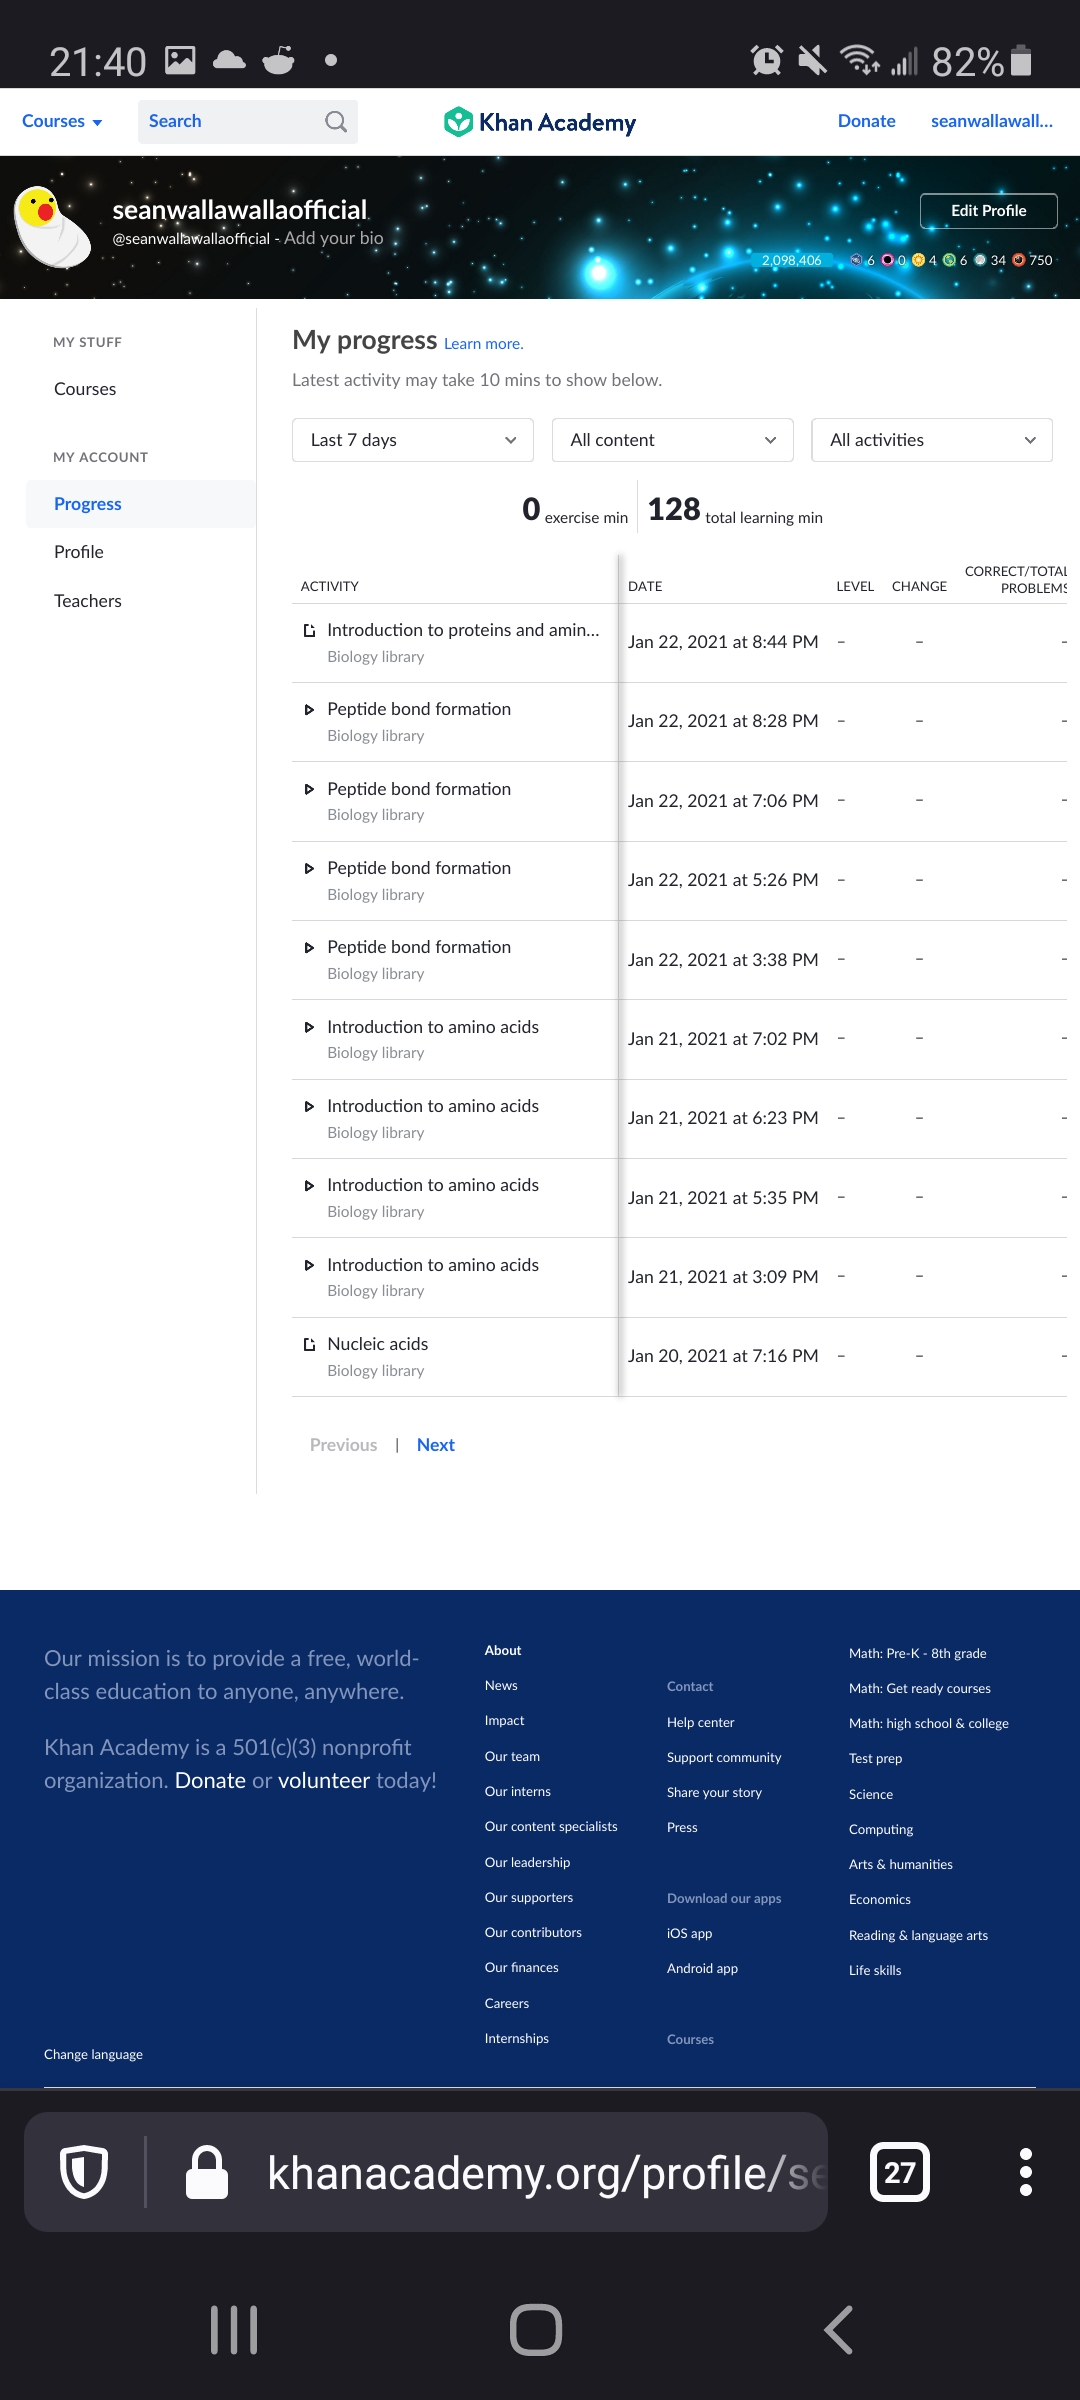 21:40 82%
Courses Search Khan Academy Donate seanwallawall...
seanwallawallaofficial
@seanwallawallaofficial - Add your bio
Edit Profile
2,098,406 6 0 4 6 34 750
MY STUFF
Courses
MY ACCOUNT
Progress
Profile
Teachers
My progress Learn more.
Latest activity may take 10 mins to show below.
Last 7 days All content All activities
0 exercise min 128 total learning min
ACTIVITY DATE LEVEL CHANGE CORRECT/TOTAL PROBLEMS
Introduction to proteins and amin... Jan 22, 2021 at 8:44 PM – – –
Biology library
Peptide bond formation Jan 22, 2021 at 8:28 PM – – –
Biology library
Peptide bond formation Jan 22, 2021 at 7:06 PM – – –
Biology library
Peptide bond formation Jan 22, 2021 at 5:26 PM – – –
Biology library
Peptide bond formation Jan 22, 2021 at 3:38 PM – – –
Biology library
Introduction to amino acids Jan 21, 2021 at 7:02 PM – – –
Biology library
Introduction to amino acids Jan 21, 2021 at 6:23 PM – – –
Biology library
Introduction to amino acids Jan 21, 2021 at 5:35 PM – – –
Biology library
Introduction to amino acids Jan 21, 2021 at 3:09 PM – – –
Biology library
Nucleic acids Jan 20, 2021 at 7:16 PM – – –
Biology library
Previous | Next
Our mission is to provide a free, world-
class education to anyone, anywhere.
Khan Academy is a 501(c)(3) nonprofit
organization. Donate or volunteer today!
Change language
About
News
Impact
Our team
Our interns
Our content specialists
Our leadership
Our supporters
Our contributors
Our finances
Careers
Internships
Contact
Help center
Support community
Share your story
Press
Download our apps
iOS app
Android app
Courses
Math: Pre-K - 8th grade
Math: Get ready courses
Math: high school & college
Test prep
Science
Computing
Arts & humanities
Economics
Reading & language arts
Life skills
khanacademy.org/profile/se 27